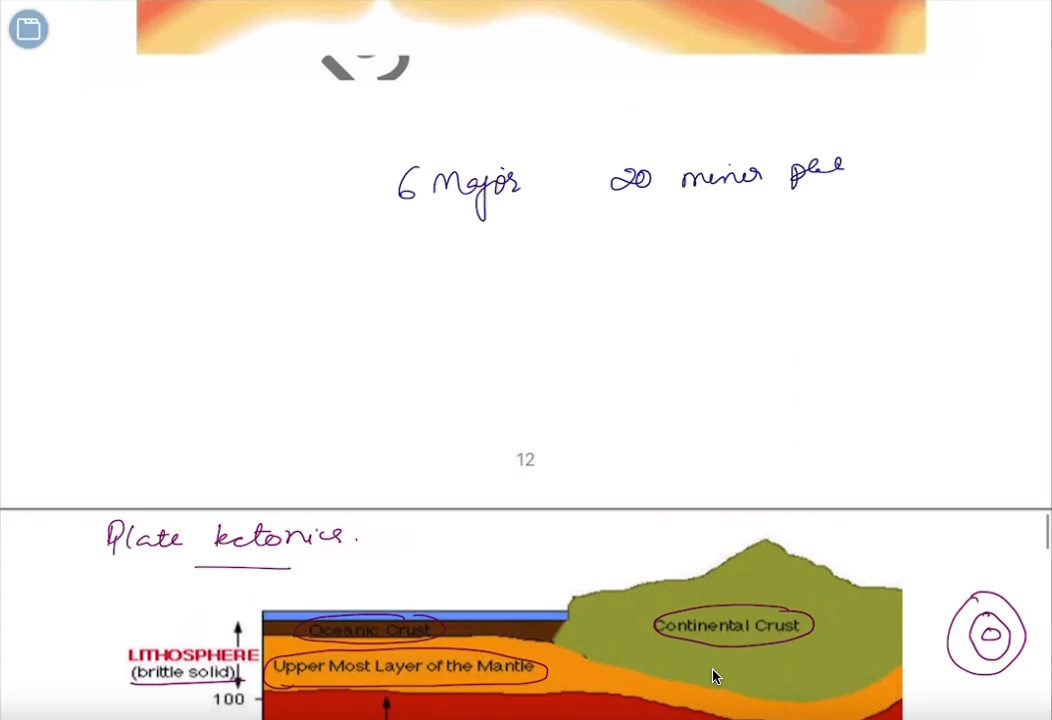 6 Major 20 minor
12
Plate tectonics.
Oceanic Crust
Continental Crust
LITHOSPHERE
(brittle solid)
Upper Most Layer of the Mantle
100